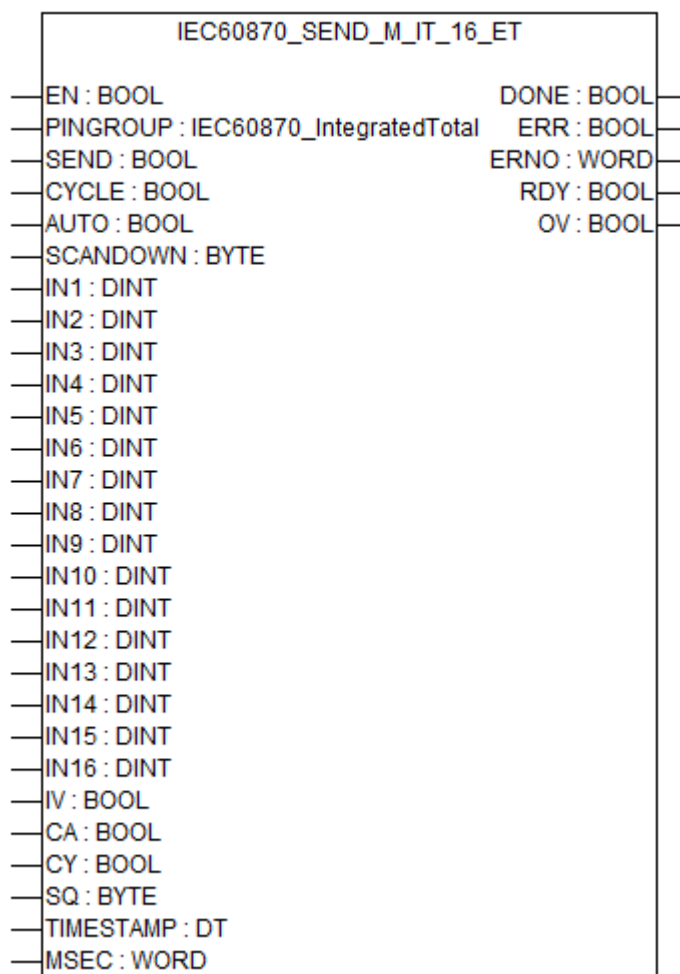 IEC60870_SEND_M_IT_16_ET
EN : BOOL DONE : BOOL
PINGROUP : IEC60870_IntegratedTotal ERR : BOOL
SEND : BOOL ERNO : WORD
CYCLE : BOOL RDY : BOOL
AUTO : BOOL OV : BOOL
SCANDOWN : BYTE
IN1 : DINT
IN2 : DINT
IN3 : DINT
IN4 : DINT
IN5 : DINT
IN6 : DINT
IN7 : DINT
IN8 : DINT
IN9 : DINT
IN10 : DINT
IN11 : DINT
IN12 : DINT
IN13 : DINT
IN14 : DINT
IN15 : DINT
IN16 : DINT
IV : BOOL
CA : BOOL
CY : BOOL
SQ : BYTE
TIMESTAMP : DT
MSEC : WORD